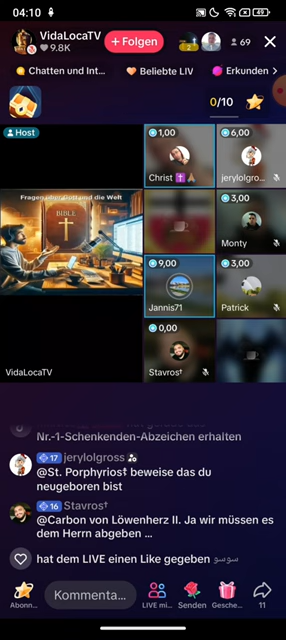 04:10
49
VidaLocaTV
9.8K
+ Folgen
2
69
Chatten und Int...
Beliebte LIV
Erkunden
0/10
Host
1,00
6,00
Fragen über Gott und die Welt
BIBLE
Christ
jerylolgro...
3,00
Monty
9,00
3,00
Jannis71
Patrick
0,00
VidaLocaTV
Stavros†
Nr.-1-Schenkenden-Abzeichen erhalten
17 jerylolgross
@St. Porphyrios‡ beweise das du
neugeboren bist
16 Stavros†
@Carbon von Löwenherz II. Ja wir müssen es
dem Herrn abgeben ...
hat dem LIVE einen Like gegeben سوسو
Kommenta...
Abonn...
LIVE mi...
Senden
Gesche...
11